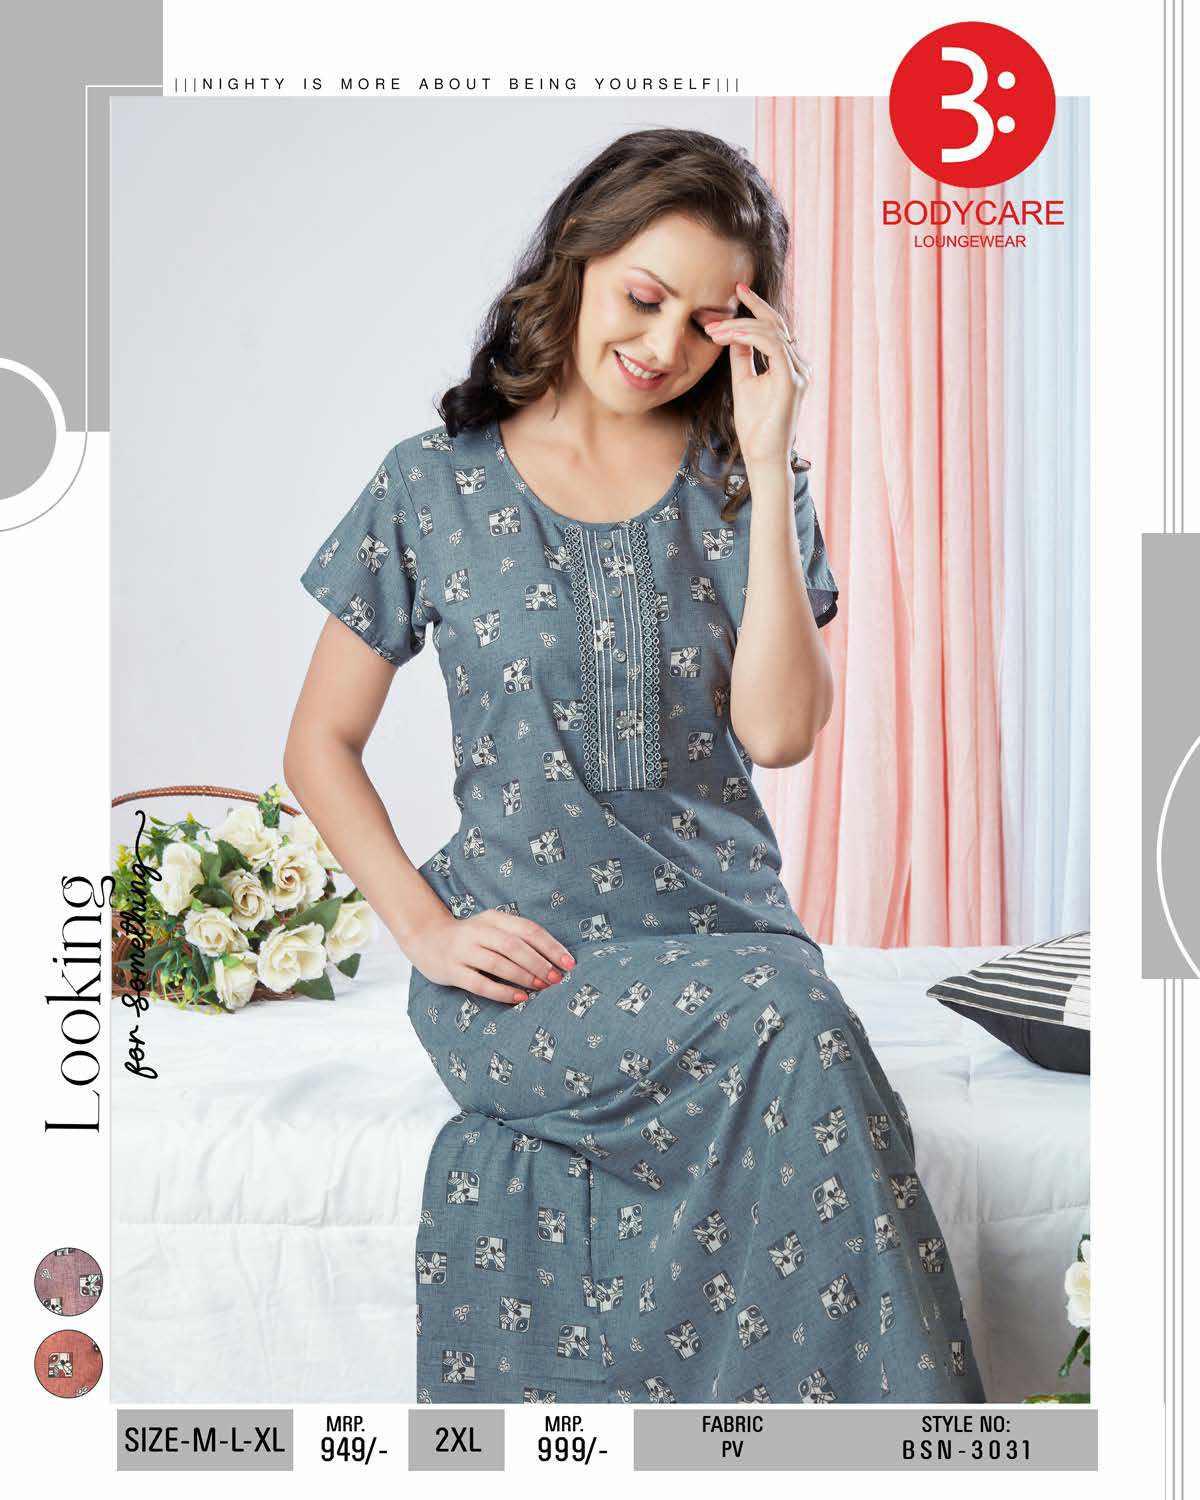 |||NIGHTY IS MORE ABOUT BEING YOURSELF|||
B:
BODYCARE
LOUNGEWEAR
Looking
for something
SIZE-M-L-XL
MRP.
949/-
2XL
MRP.
999/-
FABRIC
PV
STYLE NO:
BSN-3031